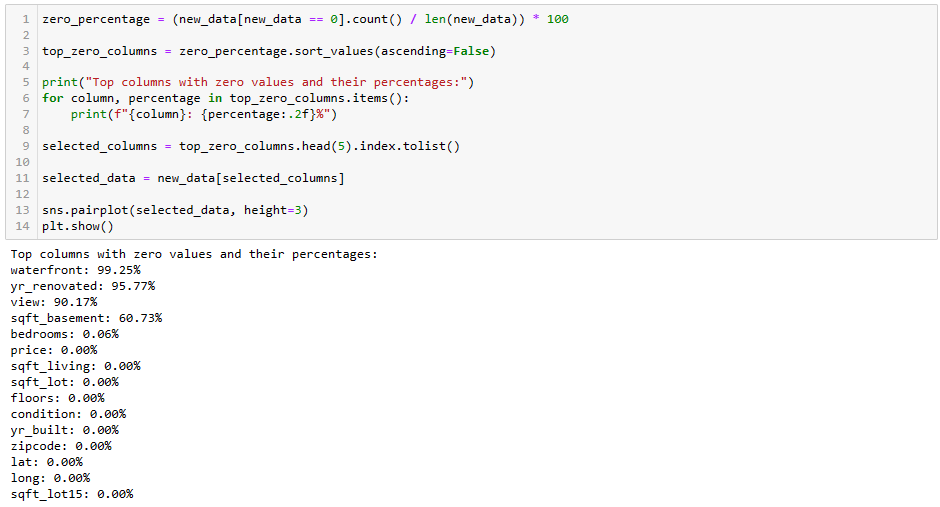 1 zero_percentage = (new_data[new_data == 0].count() / len(new_data)) * 100
2
3 top_zero_columns = zero_percentage.sort_values(ascending=False)
4
5 print("Top columns with zero values and their percentages:")
6 for column, percentage in top_zero_columns.items():
7     print(f"{column}: {percentage:.2f}%")
8
9 selected_columns = top_zero_columns.head(5).index.tolist()
10
11 selected_data = new_data[selected_columns]
12
13 sns.pairplot(selected_data, height=3)
14 plt.show()
Top columns with zero values and their percentages:
waterfront: 99.25%
yr_renovated: 95.77%
view: 90.17%
sqft_basement: 60.73%
bedrooms: 0.06%
price: 0.00%
sqft_living: 0.00%
sqft_lot: 0.00%
floors: 0.00%
condition: 0.00%
yr_built: 0.00%
zipcode: 0.00%
lat: 0.00%
long: 0.00%
sqft_lot15: 0.00%